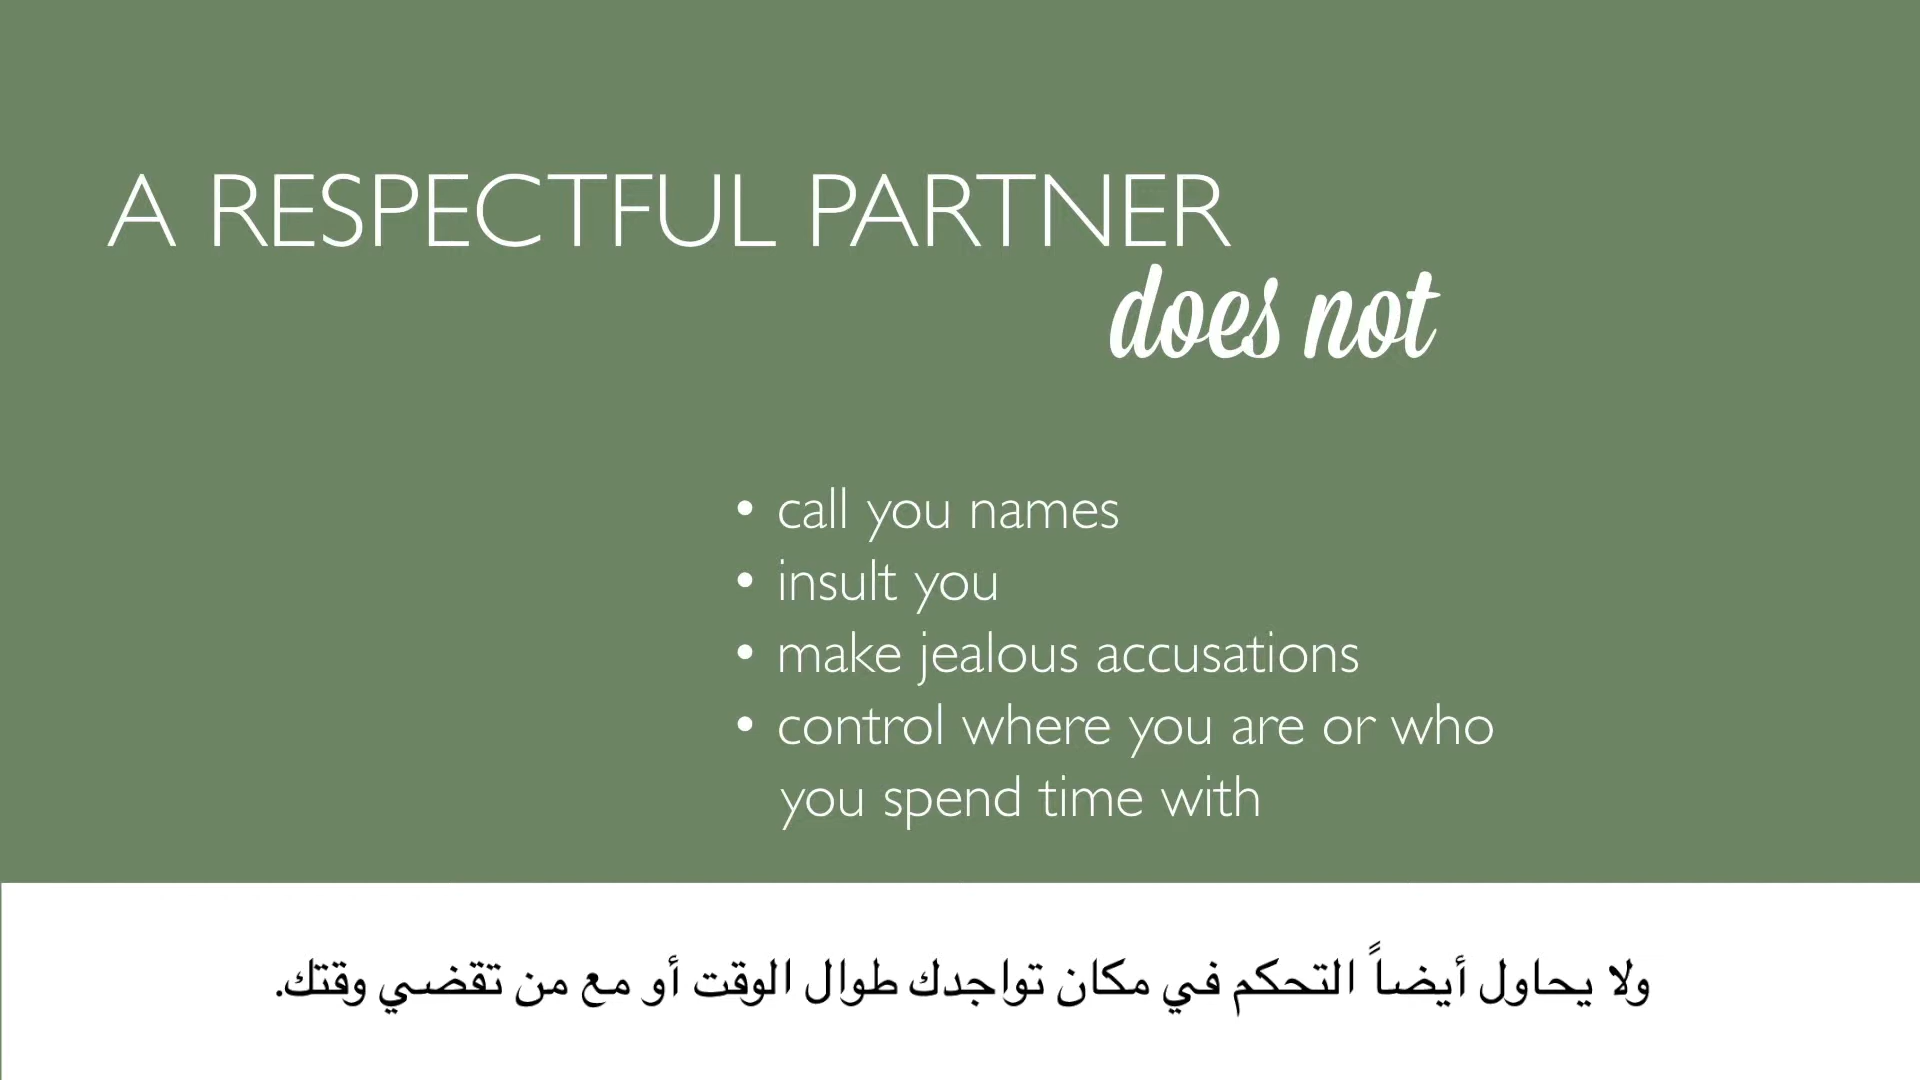 A RESPECTFUL PARTNER
does not
• call you names
• insult you
• make jealous accusations
• control where you are or who
you spend time with
ولا يحاول أيضاً التحكم في مكان تواجدك طوال الوقت أو مع من تقضي وقتك.